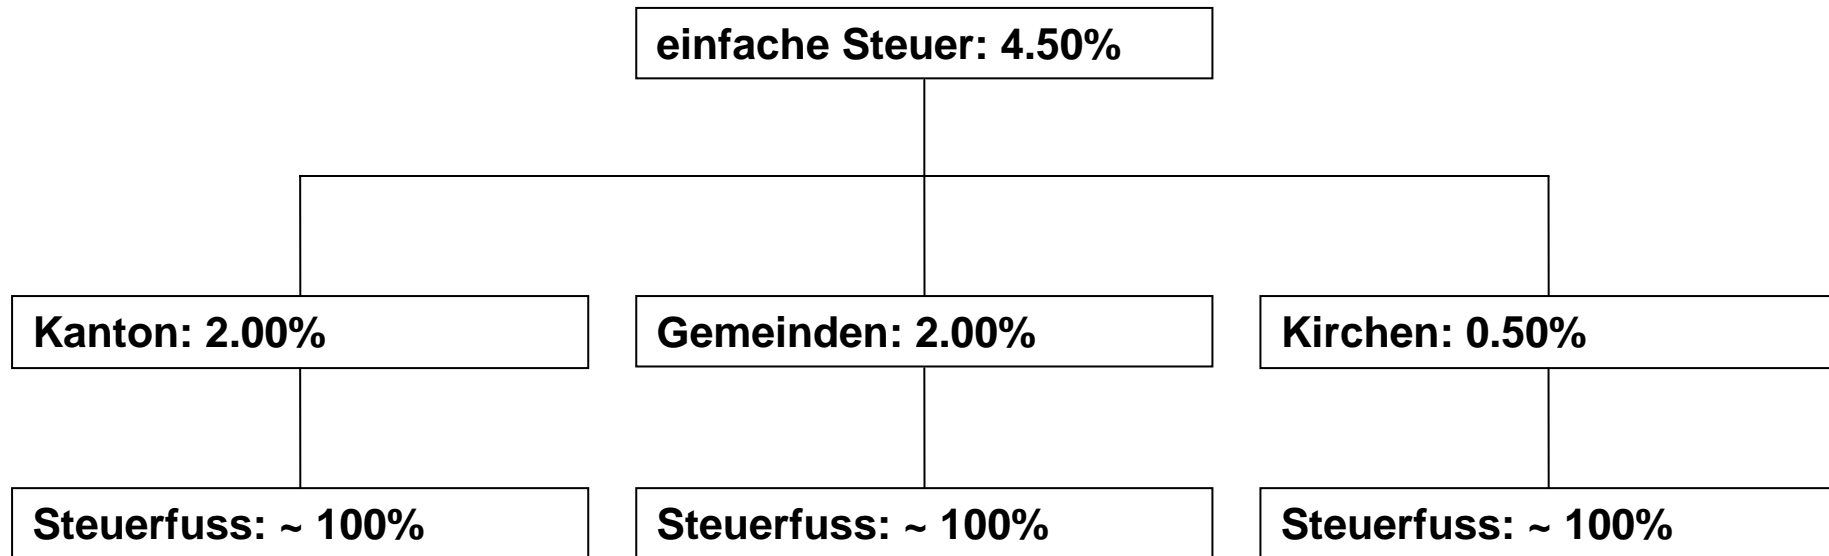 einfache Steuer: 4.50%
Kanton: 2.00%
Gemeinden: 2.00%
Kirchen: 0.50%
Steuerfuss: ~ 100%
Steuerfuss: ~ 100%
Steuerfuss: ~ 100%